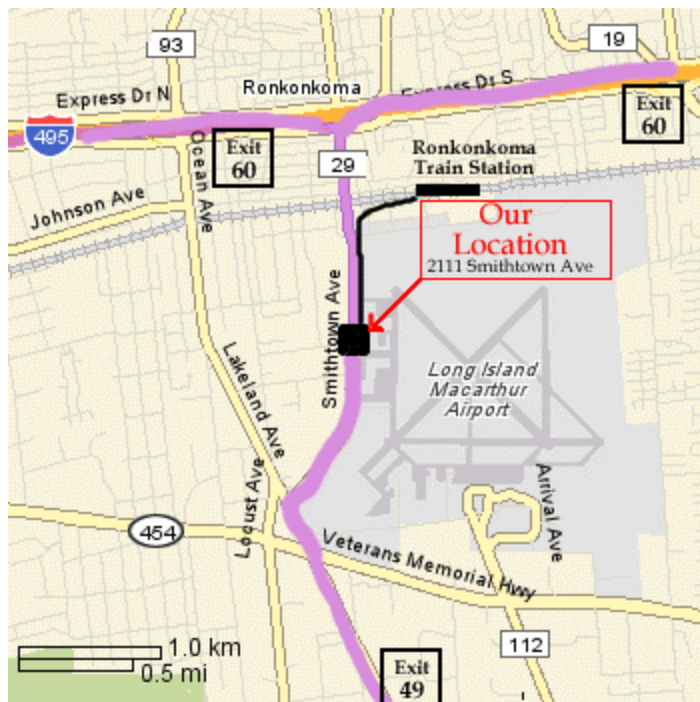 93
19
Express Dr N
Ronkonkoma
Express Dr S
495
Exit
60
Exit
60
29
Ronkonkoma
Train Station
Ocean Ave
Johnson Ave
Our
Location
2111 Smithtown Ave
Smithtown Ave
Lakeland Ave
Long Island
Macarthur
Airport
Locust Ave
Arrival Ave
454
Veterans Memorial Hwy
112
1.0 km
0.5 mi
Exit
49